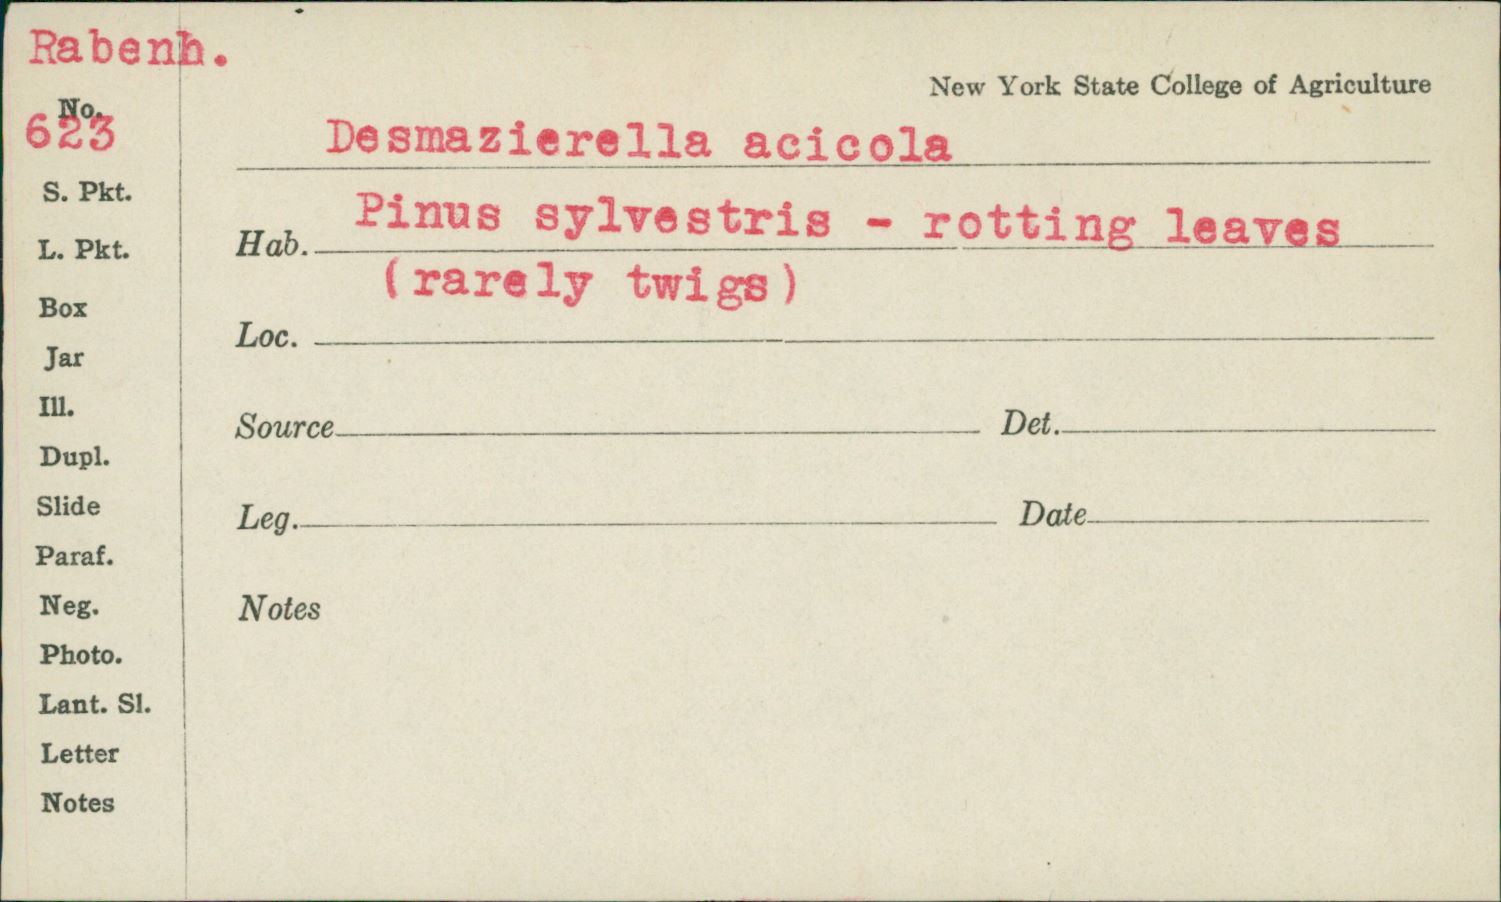 Rabenh.
New York State College of Agriculture
No.
623
Desmazierella acicola
S. Pkt.
Hab. Pinus sylvestris - rotting leaves
(rarely twigs)
L. Pkt.
Box
Loc.
Jar
Ill.
Source Det.
Dupl.
Slide
Leg. Date
Paraf.
Neg.
Notes
Photo.
Lant. Sl.
Letter
Notes